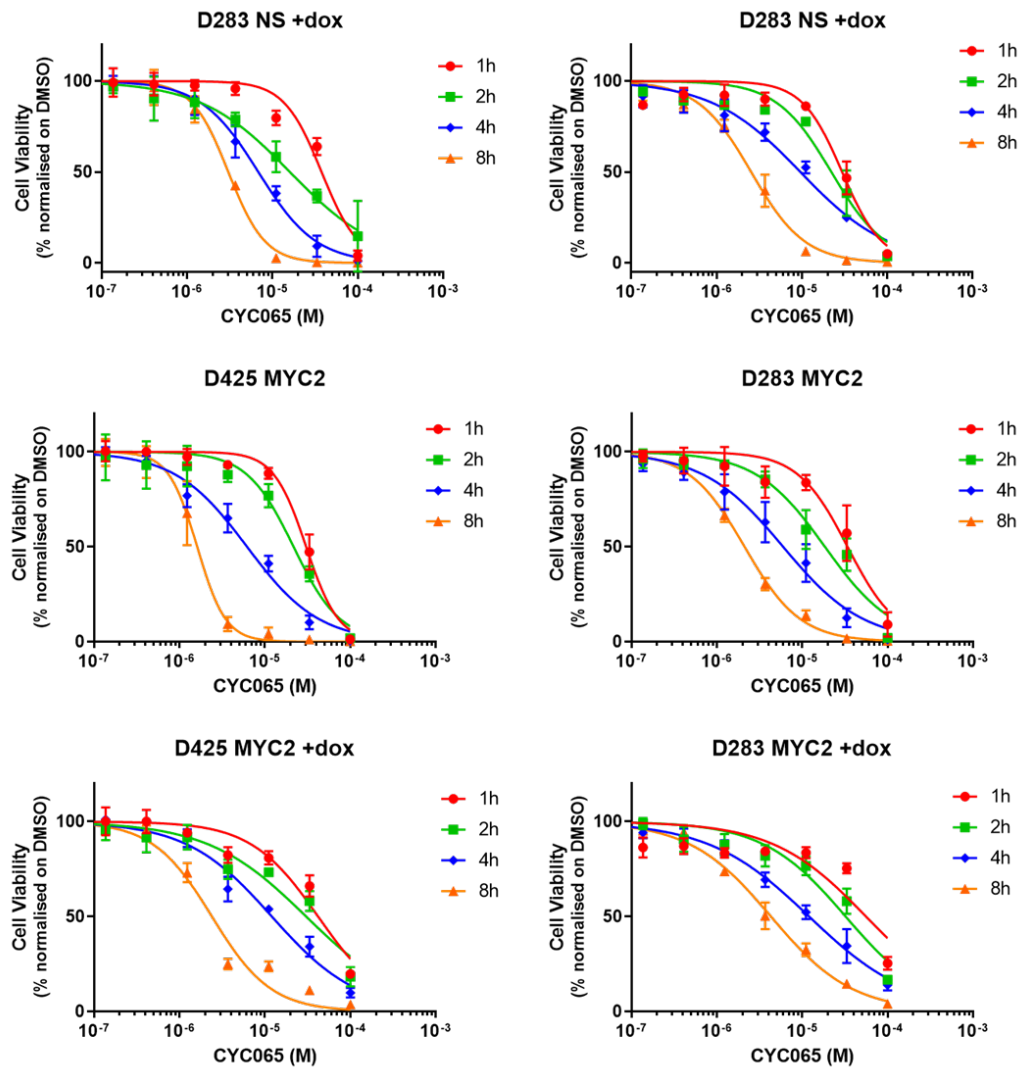 D283 NS +dox
Cell Viability
(% normalised on DMSO)
100
50
0
10-7
10-6
10-5
10-4
10-3
CYC065 (M)
1h
2h
4h
8h
D283 NS +dox
Cell Viability
(% normalised on DMSO)
100
50
0
10-7
10-6
10-5
10-4
10-3
CYC065 (M)
1h
2h
4h
8h
D425 MYC2
Cell Viability
(% normalised on DMSO)
100
50
0
10-7
10-6
10-5
10-4
10-3
CYC065 (M)
1h
2h
4h
8h
D283 MYC2
Cell Viability
(% normalised on DMSO)
100
50
0
10-7
10-6
10-5
10-4
10-3
CYC065 (M)
1h
2h
4h
8h
D425 MYC2 +dox
Cell Viability
(% normalised on DMSO)
100
50
0
10-7
10-6
10-5
10-4
10-3
CYC065 (M)
1h
2h
4h
8h
D283 MYC2 +dox
Cell Viability
(% normalised on DMSO)
100
50
0
10-7
10-6
10-5
10-4
10-3
CYC065 (M)
1h
2h
4h
8h